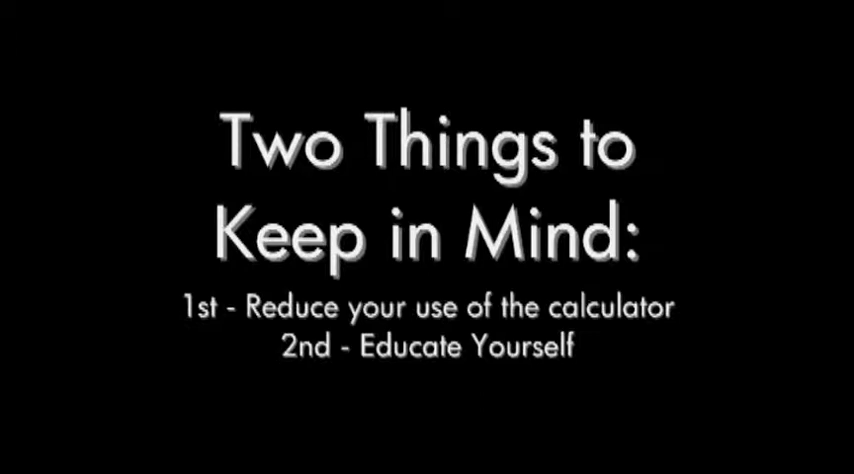 Two Things to
Keep in Mind:
1st - Reduce your use of the calculator
2nd - Educate Yourself